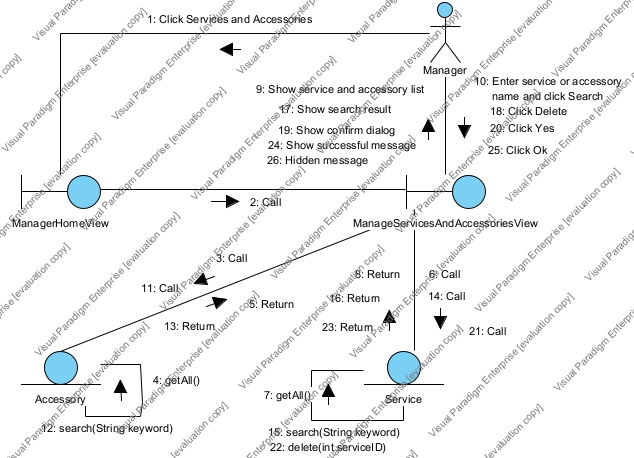 1: Click Services and Accessories
Manager
9: Show service and accessory list
17: Show search result
19: Show confirm dialog
24: Show successful message
26: Hidden message
10: Enter service or accessory
name and click Search
18: Click Delete
20: Click Yes
25: Click Ok
ManagerHomeView
2: Call
ManageServicesAndAccessoriesView
3: Call
11: Call
5: Return
13: Return
8: Return
16: Return
23: Return
6: Call
14: Call
21: Call
Accessory
4: getAll()
12: search(String keyword)
Service
7: getAll()
15: search(String keyword)
22: delete(int serviceID)
Visual Paradigm Enterprise [evaluation copy]